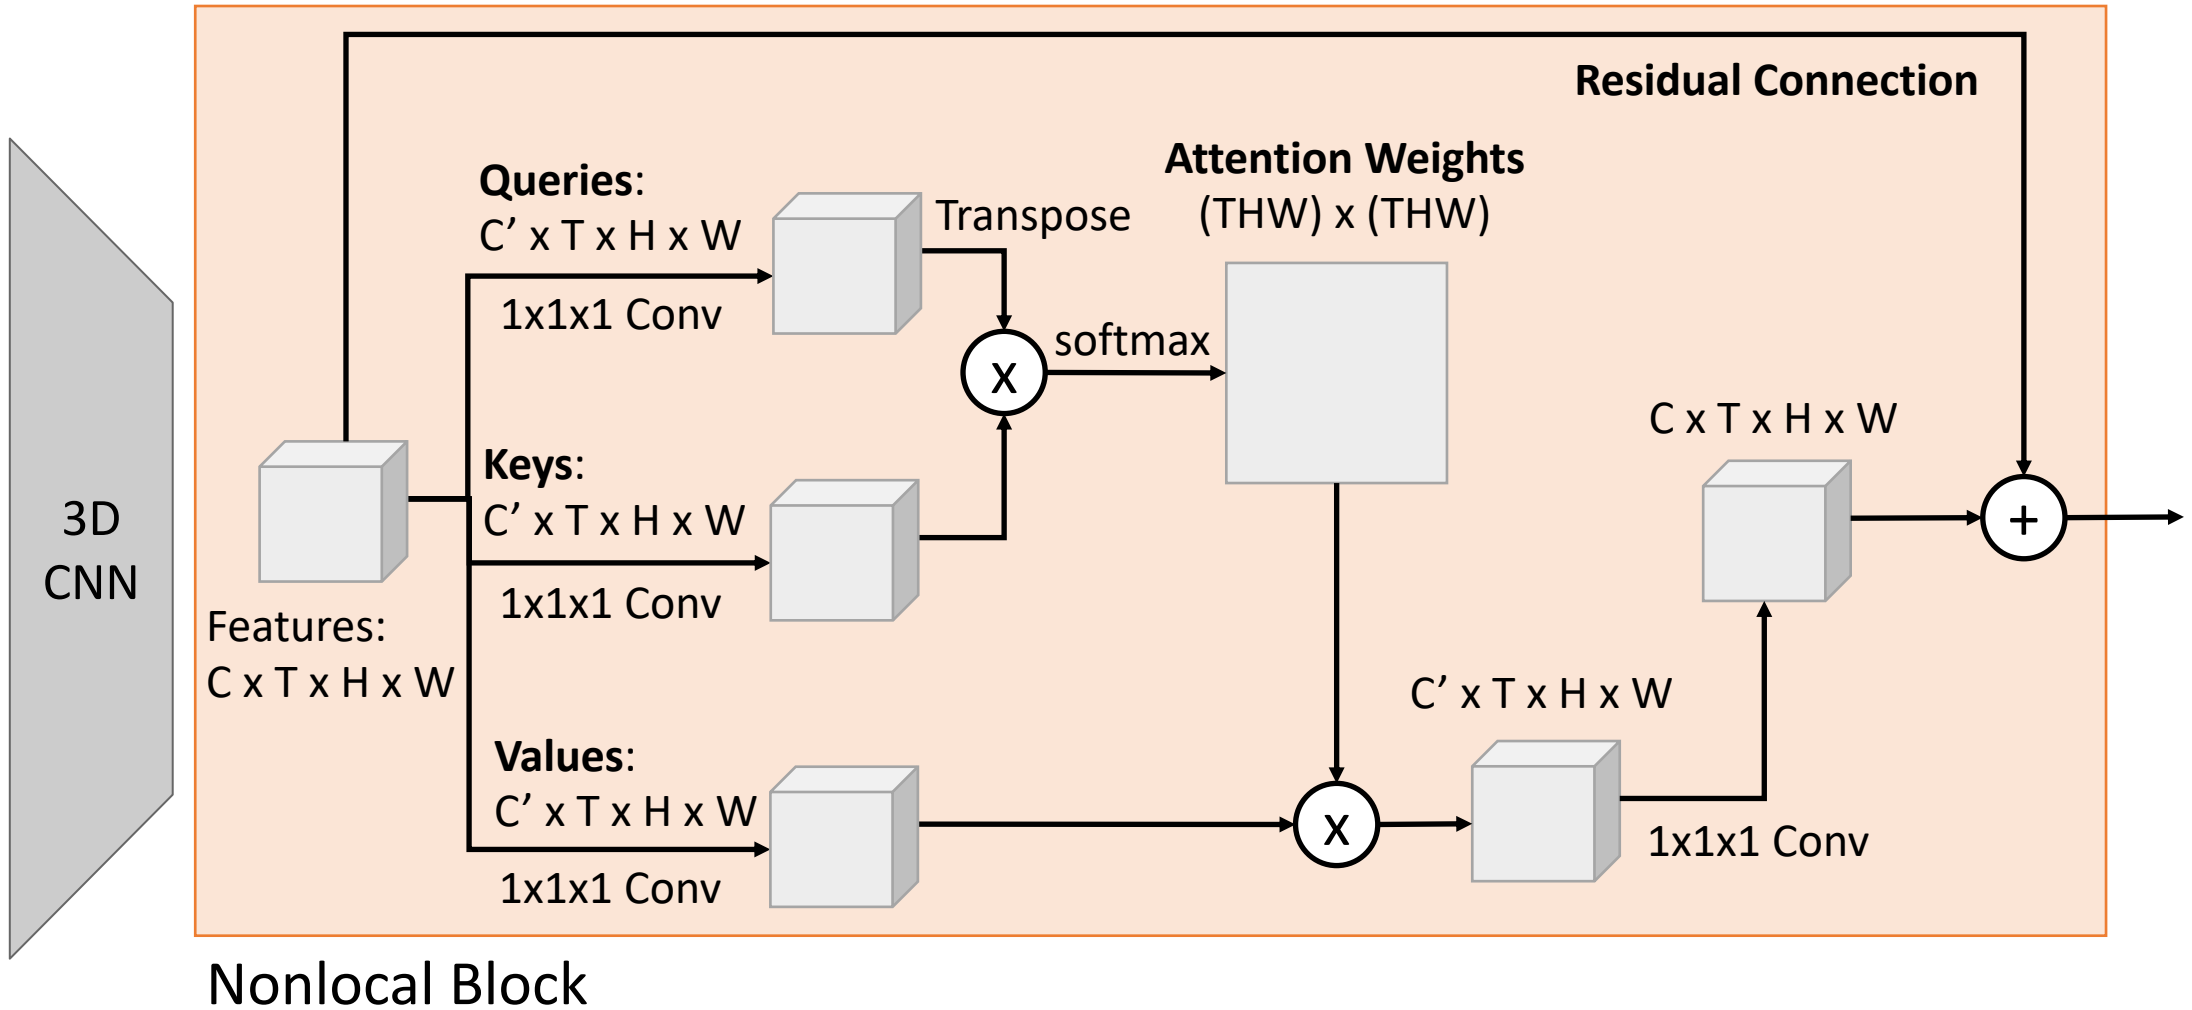 Residual Connection
Attention Weights
(THW) x (THW)
Queries:
C’ x T x H x W
1x1x1 Conv
Transpose
x
softmax
3D
CNN
Features:
C x T x H x W
Keys:
C’ x T x H x W
1x1x1 Conv
Values:
C’ x T x H x W
1x1x1 Conv
x
C’ x T x H x W
1x1x1 Conv
C x T x H x W
+
Nonlocal Block